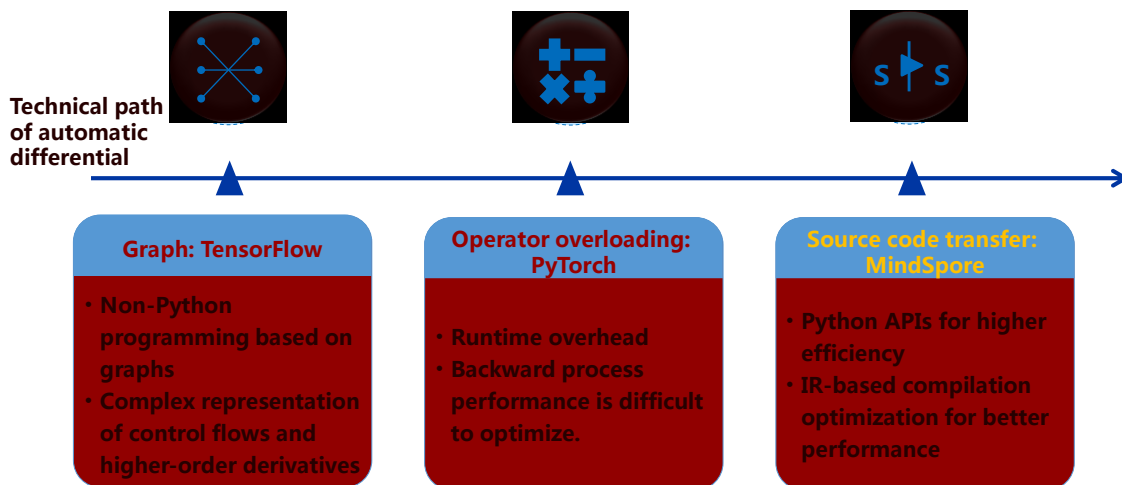 S S
Technical path
of automatic
differential
Graph: TensorFlow
• Non-Python
programming based on
graphs
• Complex representation
of control flows and
higher-order derivatives
Operator overloading:
PyTorch
• Runtime overhead
• Backward process
performance is difficult
to optimize.
Source code transfer:
MindSpore
• Python APIs for higher
efficiency
• IR-based compilation
optimization for better
performance